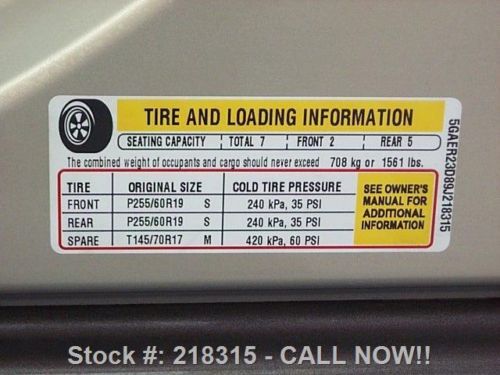 TIRE AND LOADING INFORMATION
SEATING CAPACITY TOTAL 7 FRONT 2 REAR 5
The combined weight of occupants and cargo should never exceed 708 kg or 1561 lbs.
TIRE ORIGINAL SIZE COLD TIRE PRESSURE
FRONT P255/60R19 S 240 kPa, 35 PSI
REAR P255/60R19 S 240 kPa, 35 PSI
SPARE T145/70R17 M 420 kPa, 60 PSI
SEE OWNER'S
MANUAL FOR
ADDITIONAL
INFORMATION
5GAER23D89J218315
Stock #: 218315 - CALL NOW!!